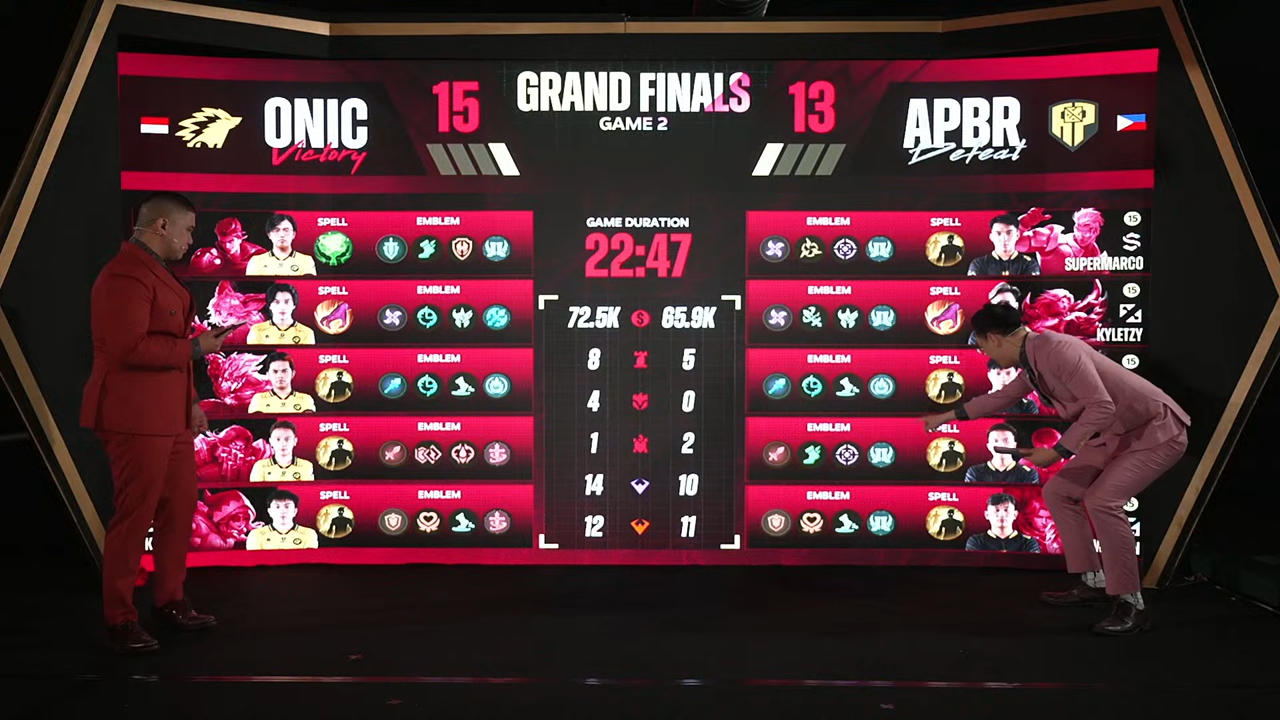 GRAND FINALS
GAME 2
ONIC
Victory
15
13
APBR
Defeat
AP
GAME DURATION
22:47
72.5K 65.9K
8 5
4 0
1 2
14 10
12 11
SPELL EMBLEM
SPELL EMBLEM
SPELL EMBLEM
SPELL EMBLEM
SPELL EMBLEM
EMBLEM SPELL 15
SUPERMARCO
EMBLEM SPELL 15
KYLETZY
EMBLEM SPELL 15
EMBLEM
EMBLEM SPELL